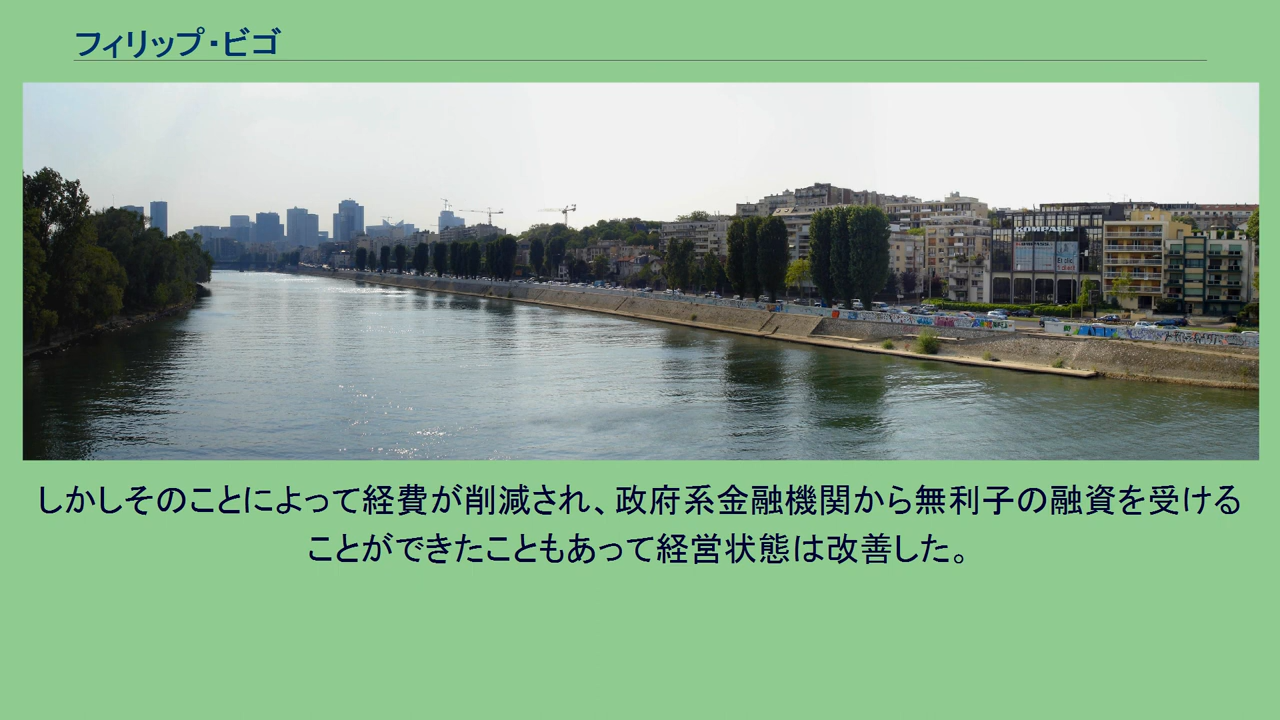 フィリップ・ビゴ
KOMPASS
しかしそのことによって経費が削減され、政府系金融機関から無利子の融資を受ける
ことができたこともあって経営状態は改善した。